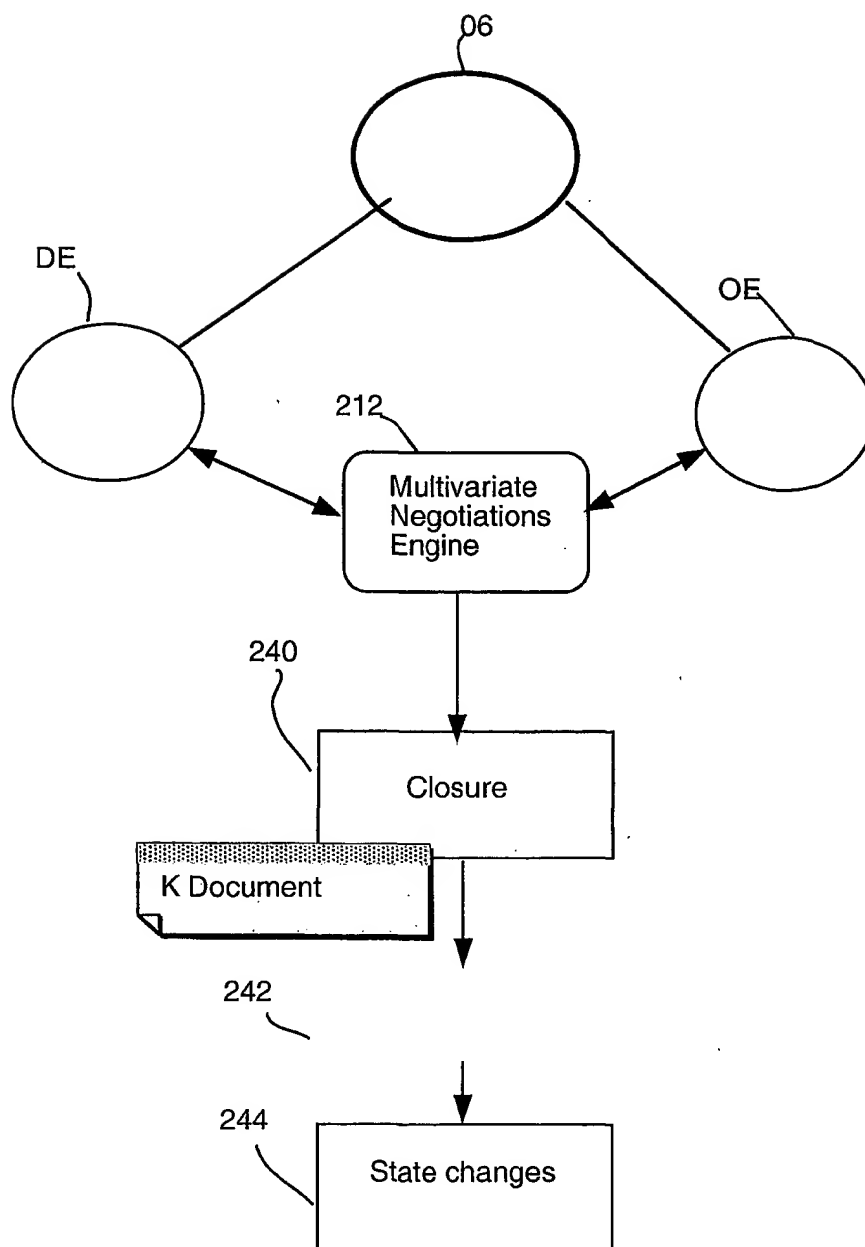 06
DE
OE
212
Multivariate
Negotiations
Engine
240
Closure
K Document
242
244
State changes